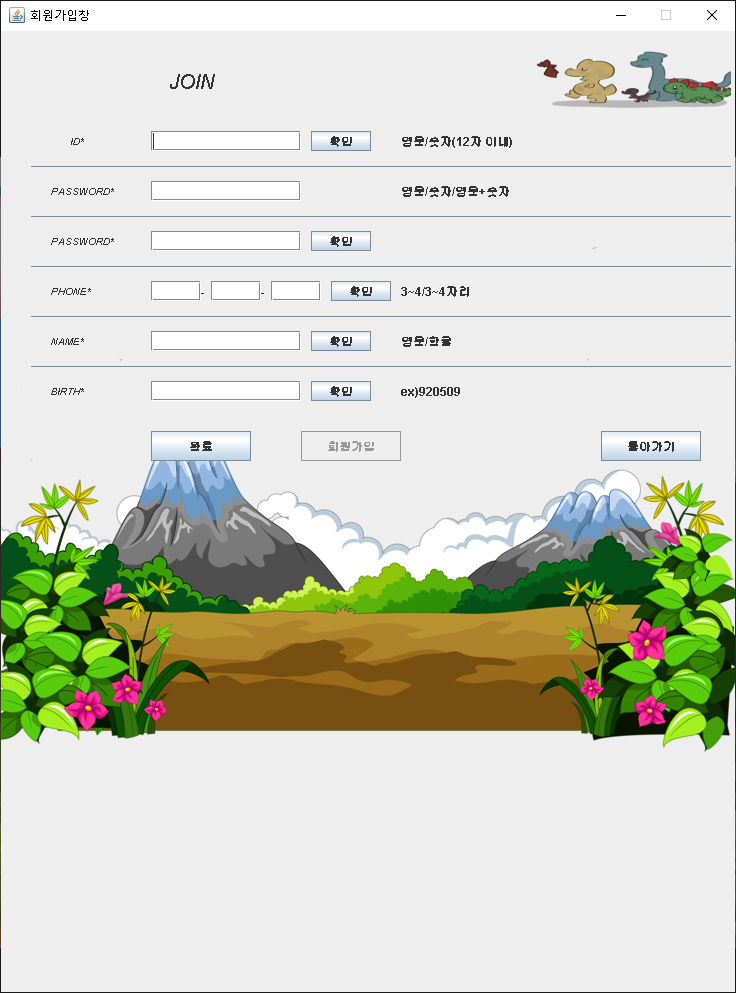 회원가입창
JOIN
ID* 확인 영문/숫자(12자 이내)
PASSWORD* 영문/숫자/영문+숫자
PASSWORD* 확인
PHONE* - - 확인 3~4/3~4자리
NAME* 확인 영문/한글
BIRTH* 확인 ex)920509
완료 회원가입 돌아가기